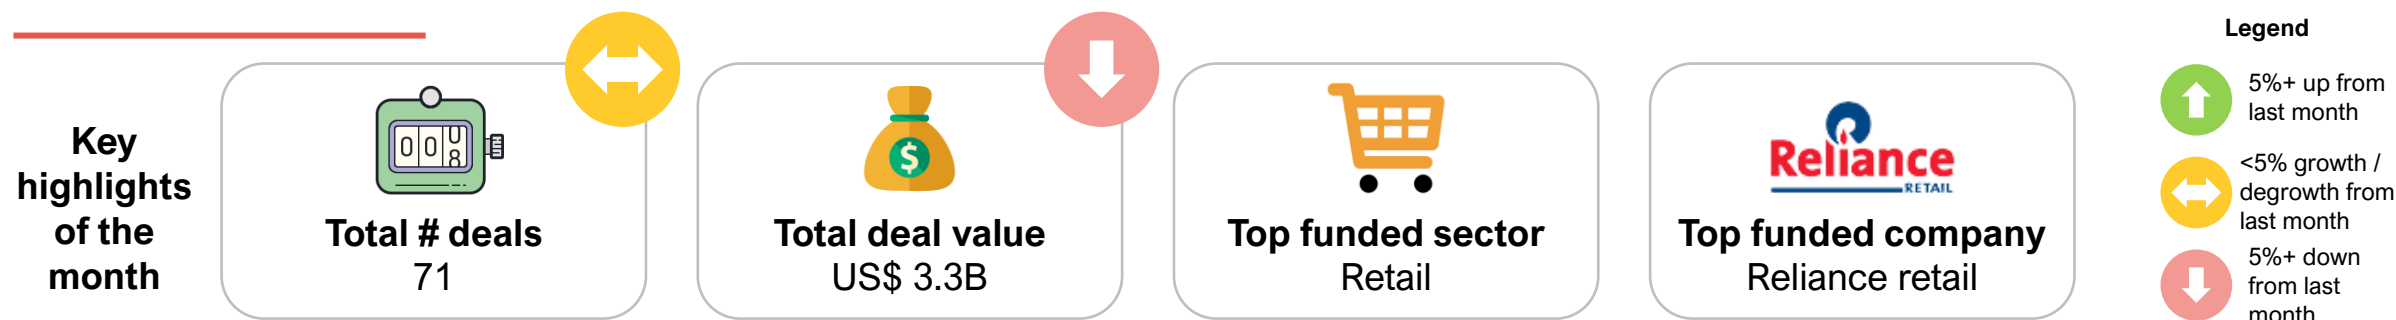 Key
highlights
of the
month
Total # deals
71
Total deal value
US$ 3.3B
Top funded sector
Retail
Reliance
RETAIL
Top funded company
Reliance retail
Legend
5%+ up from
last month
<5% growth /
degrowth from
last month
5%+ down
from last
month